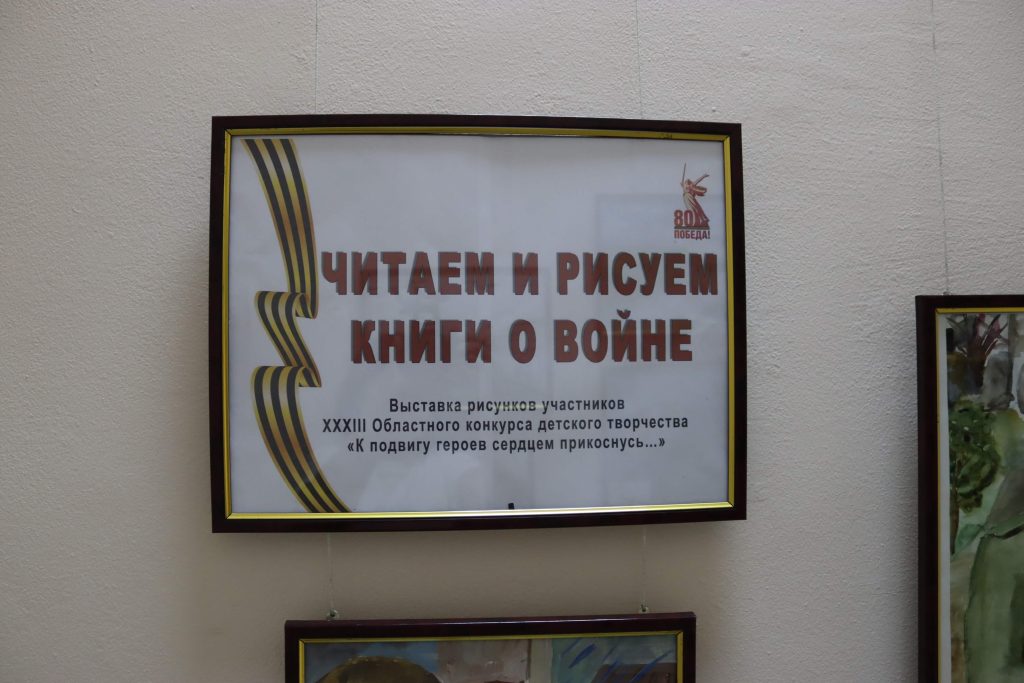 80
ПОБЕДА!
ЧИТАЕМ И РИСУЕМ
КНИГИ О ВОЙНЕ
Выставка рисунков участников
XXXIII Областного конкурса детского творчества
«К подвигу героев сердцем прикоснусь...»